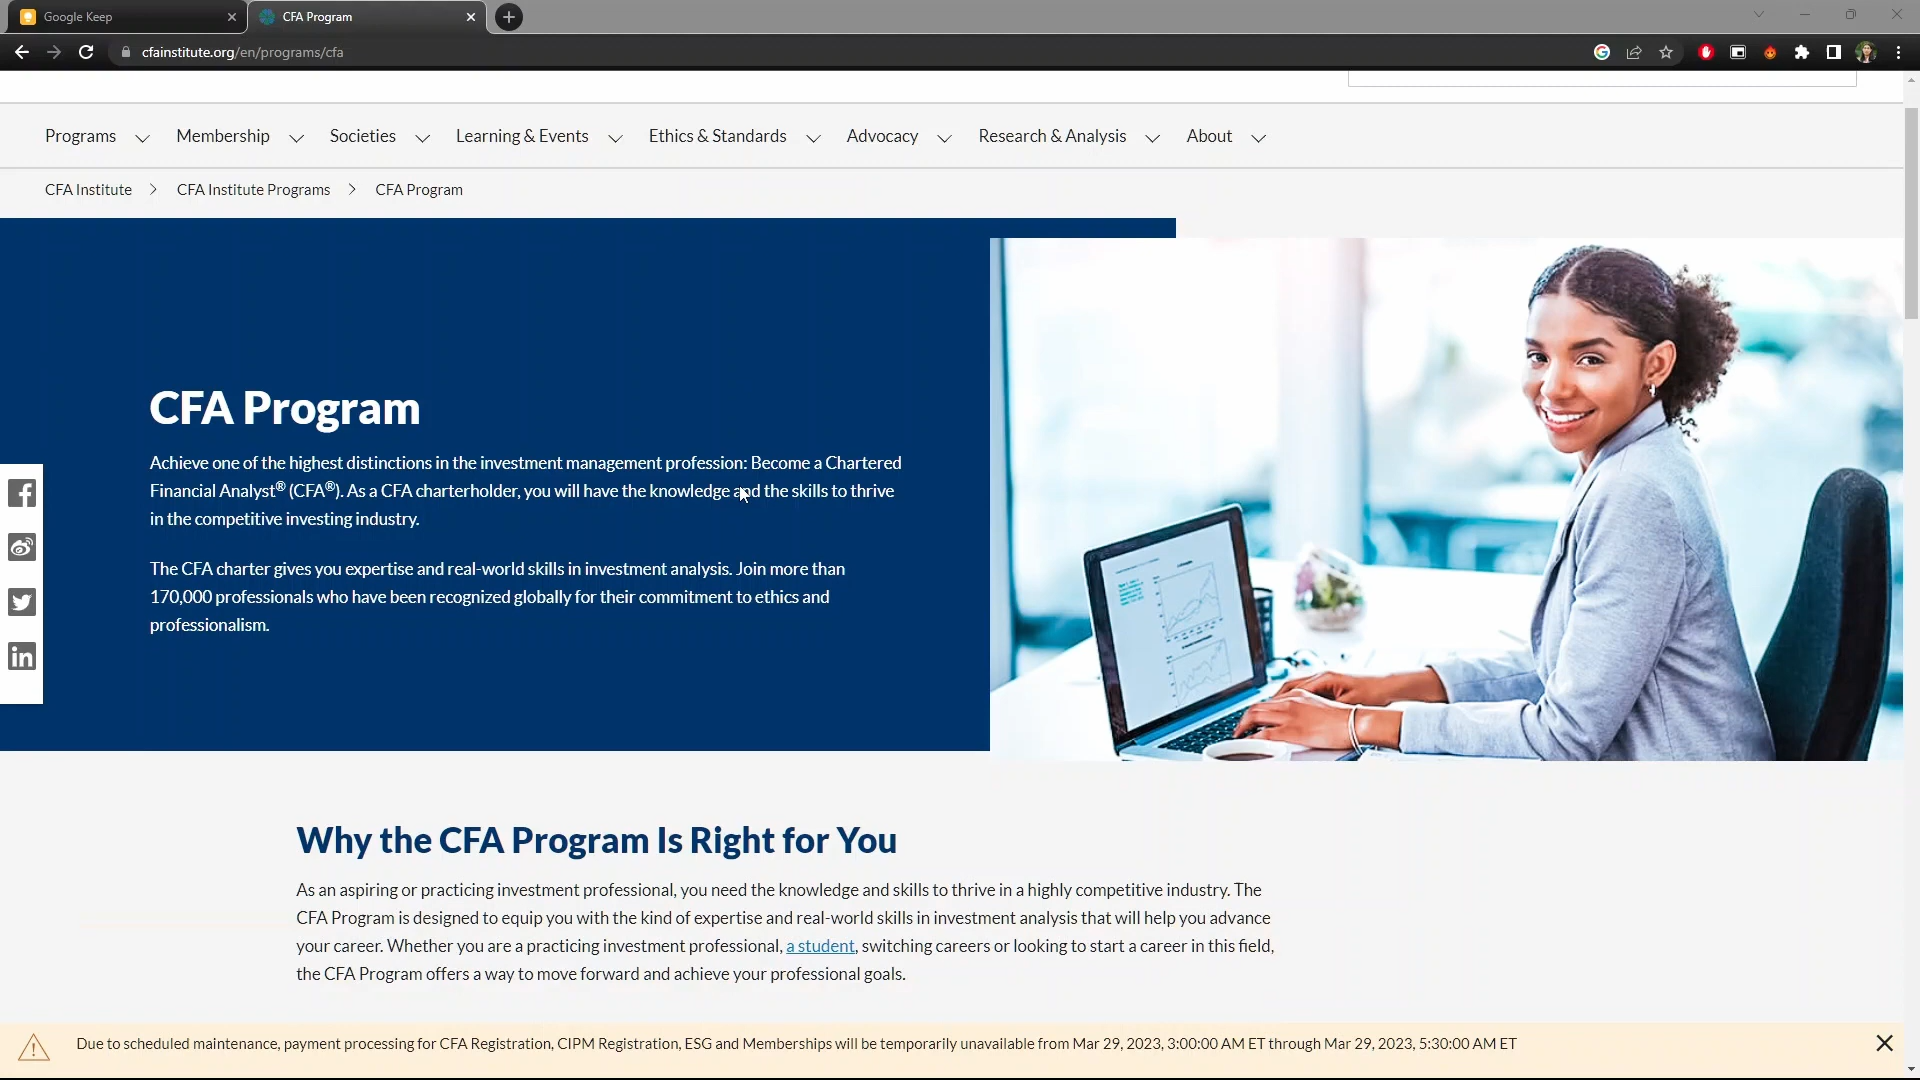 Google Keep
CFA Program
cfainstitute.org/en/programs/cfa
Programs Membership Societies Learning & Events Ethics & Standards Advocacy Research & Analysis About
CFA Institute > CFA Institute Programs > CFA Program
CFA Program
Achieve one of the highest distinctions in the investment management profession: Become a Chartered
Financial Analyst® (CFA®). As a CFA charterholder, you will have the knowledge and the skills to thrive
in the competitive investing industry.
The CFA charter gives you expertise and real-world skills in investment analysis. Join more than
170,000 professionals who have been recognized globally for their commitment to ethics and
professionalism.
Why the CFA Program Is Right for You
As an aspiring or practicing investment professional, you need the knowledge and skills to thrive in a highly competitive industry. The
CFA Program is designed to equip you with the kind of expertise and real-world skills in investment analysis that will help you advance
your career. Whether you are a practicing investment professional, a student, switching careers or looking to start a career in this field,
the CFA Program offers a way to move forward and achieve your professional goals.
Due to scheduled maintenance, payment processing for CFA Registration, CIPM Registration, ESG and Memberships will be temporarily unavailable from Mar 29, 2023, 3:00:00 AM ET through Mar 29, 2023, 5:30:00 AM ET